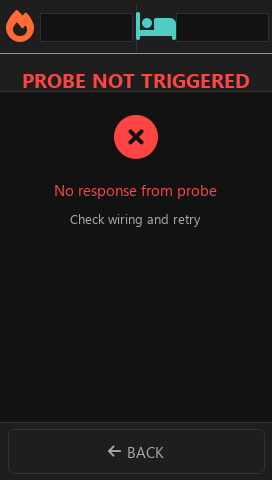 PROBE NOT TRIGGERED
No response from probe
Check wiring and retry
BACK